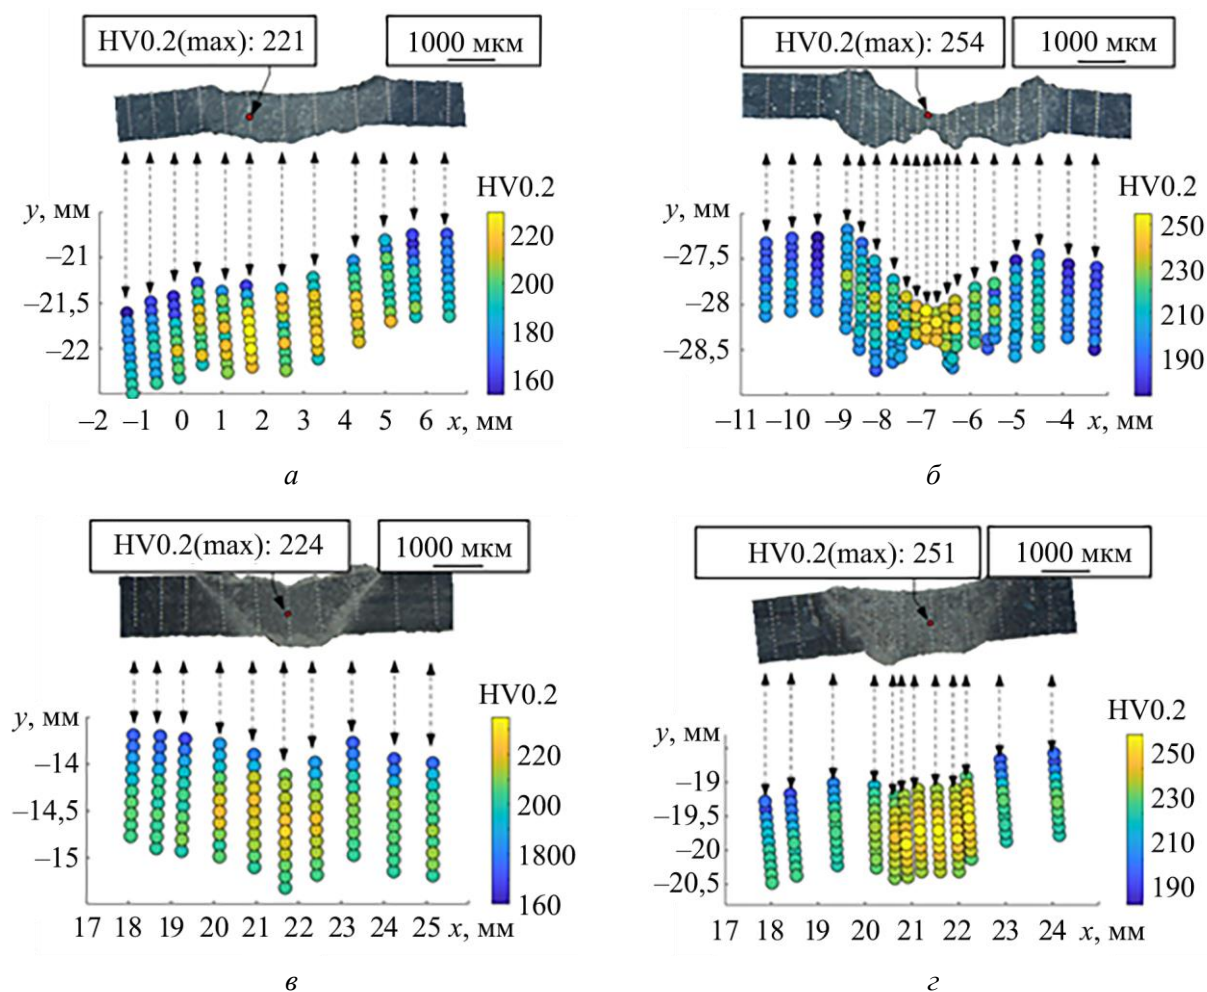 HV0.2(max): 221
1000 мкм
HV0.2
y, мм
220
200
180
160
–21
–21,5
–22
–2 –1 0 1 2 3 4 5 6 x, мм
а
HV0.2(max): 254
1000 мкм
HV0.2
y, мм
250
230
210
190
–27,5
–28
–28,5
–11 –10 –9 –8 –7 –6 –5 –4 x, мм
б
HV0.2(max): 224
1000 мкм
HV0.2
y, мм
220
200
1800
160
–14
–14,5
–15
17 18 19 20 21 22 23 24 25 x, мм
в
HV0.2(max): 251
1000 мкм
HV0.2
y, мм
250
230
210
190
–19
–19,5
–20
–20,5
17 18 19 20 21 22 23 24 x, мм
г